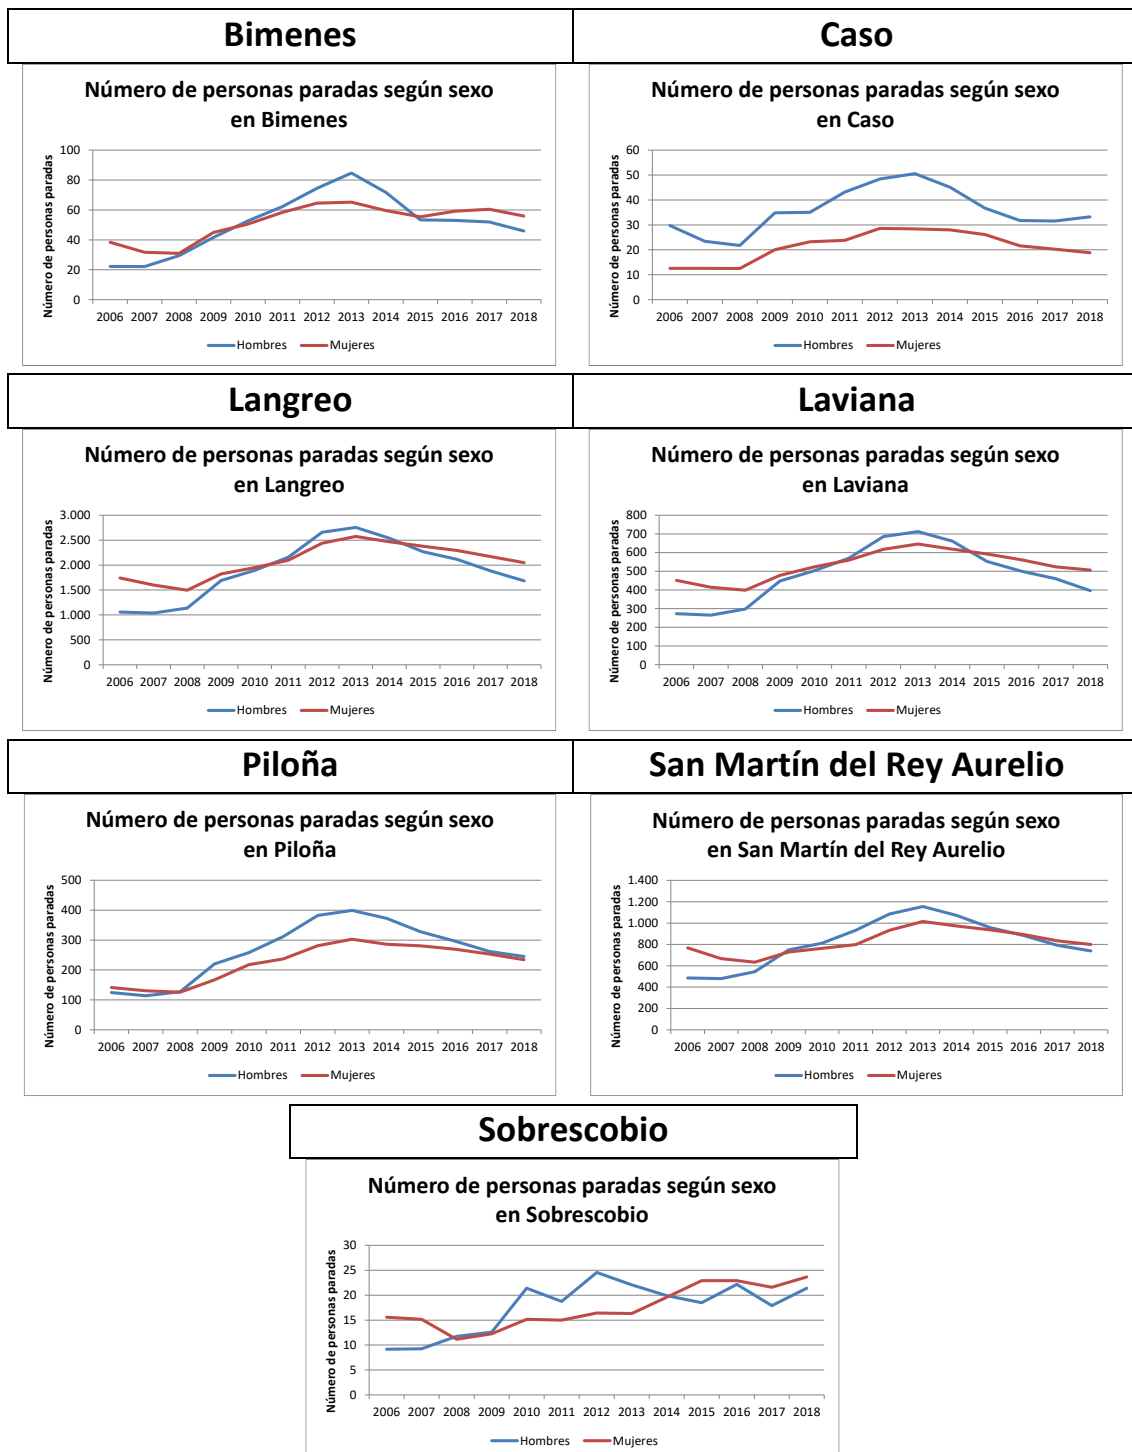 Bimenes
Caso
Número de personas paradas según sexo
en Bimenes
Número de personas paradas
100
80
60
40
20
0
2006 2007 2008 2009 2010 2011 2012 2013 2014 2015 2016 2017 2018
Hombres Mujeres
Número de personas paradas según sexo
en Caso
Número de personas paradas
60
50
40
30
20
10
0
2006 2007 2008 2009 2010 2011 2012 2013 2014 2015 2016 2017 2018
Hombres Mujeres
Langreo
Laviana
Número de personas paradas según sexo
en Langreo
Número de personas paradas
3.000
2.500
2.000
1.500
1.000
500
0
2006 2007 2008 2009 2010 2011 2012 2013 2014 2015 2016 2017 2018
Hombres Mujeres
Número de personas paradas según sexo
en Laviana
Número de personas paradas
800
700
600
500
400
300
200
100
0
2006 2007 2008 2009 2010 2011 2012 2013 2014 2015 2016 2017 2018
Hombres Mujeres
Piloña
San Martín del Rey Aurelio
Número de personas paradas según sexo
en Piloña
Número de personas paradas
500
400
300
200
100
0
2006 2007 2008 2009 2010 2011 2012 2013 2014 2015 2016 2017 2018
Hombres Mujeres
Número de personas paradas según sexo
en San Martín del Rey Aurelio
Número de personas paradas
1.400
1.200
1.000
800
600
400
200
0
2006 2007 2008 2009 2010 2011 2012 2013 2014 2015 2016 2017 2018
Hombres Mujeres
Sobrescobio
Número de personas paradas según sexo
en Sobrescobio
Número de personas paradas
30
25
20
15
10
5
0
2006 2007 2008 2009 2010 2011 2012 2013 2014 2015 2016 2017 2018
Hombres Mujeres